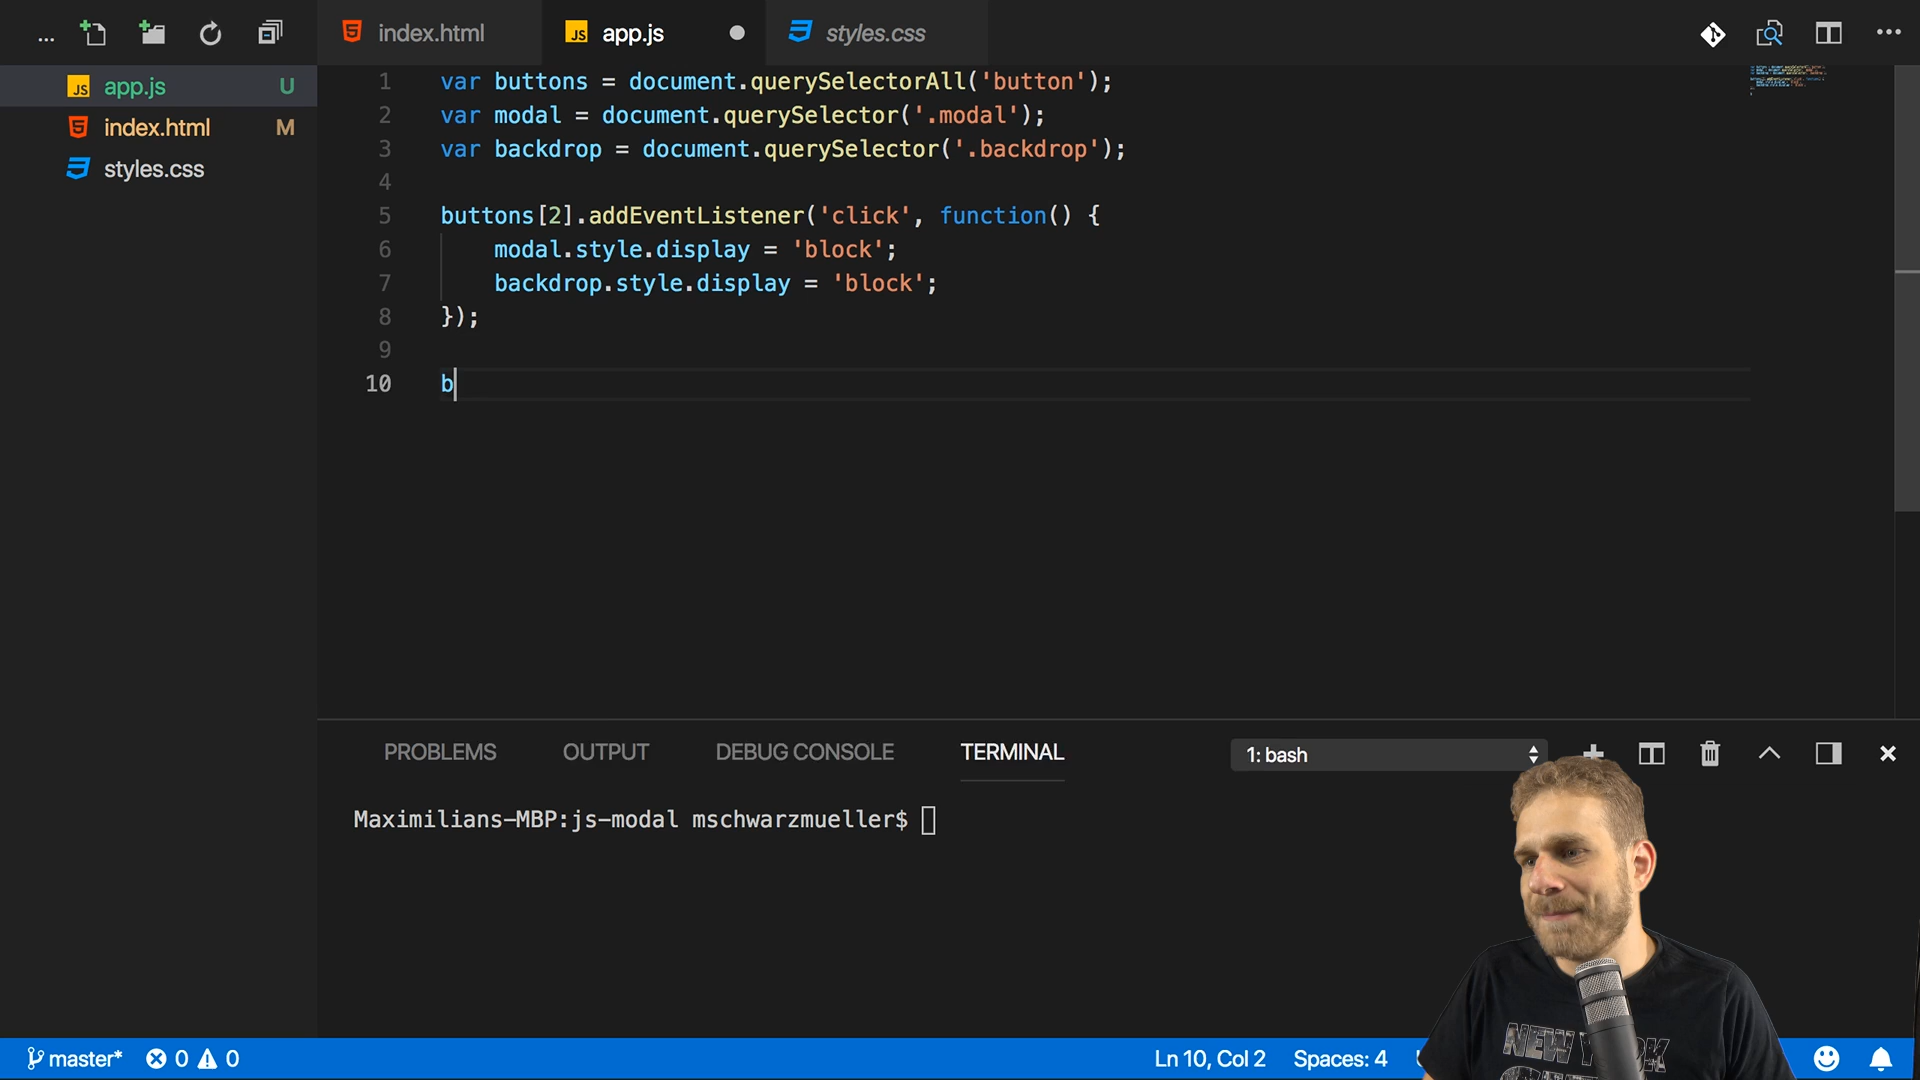 ...
index.html
app.js
styles.css
app.js U
index.html M
styles.css
1 var buttons = document.querySelectorAll('button');
2 var modal = document.querySelector('.modal');
3 var backdrop = document.querySelector('.backdrop');
4
5 buttons[2].addEventListener('click', function() {
6 modal.style.display = 'block';
7 backdrop.style.display = 'block';
8 });
9
10 b
PROBLEMS OUTPUT DEBUG CONSOLE TERMINAL 1: bash
Maximilians-MBP:js-modal mschwarzmueller$
master* 0 0 Ln 10, Col 2 Spaces: 4
NEW